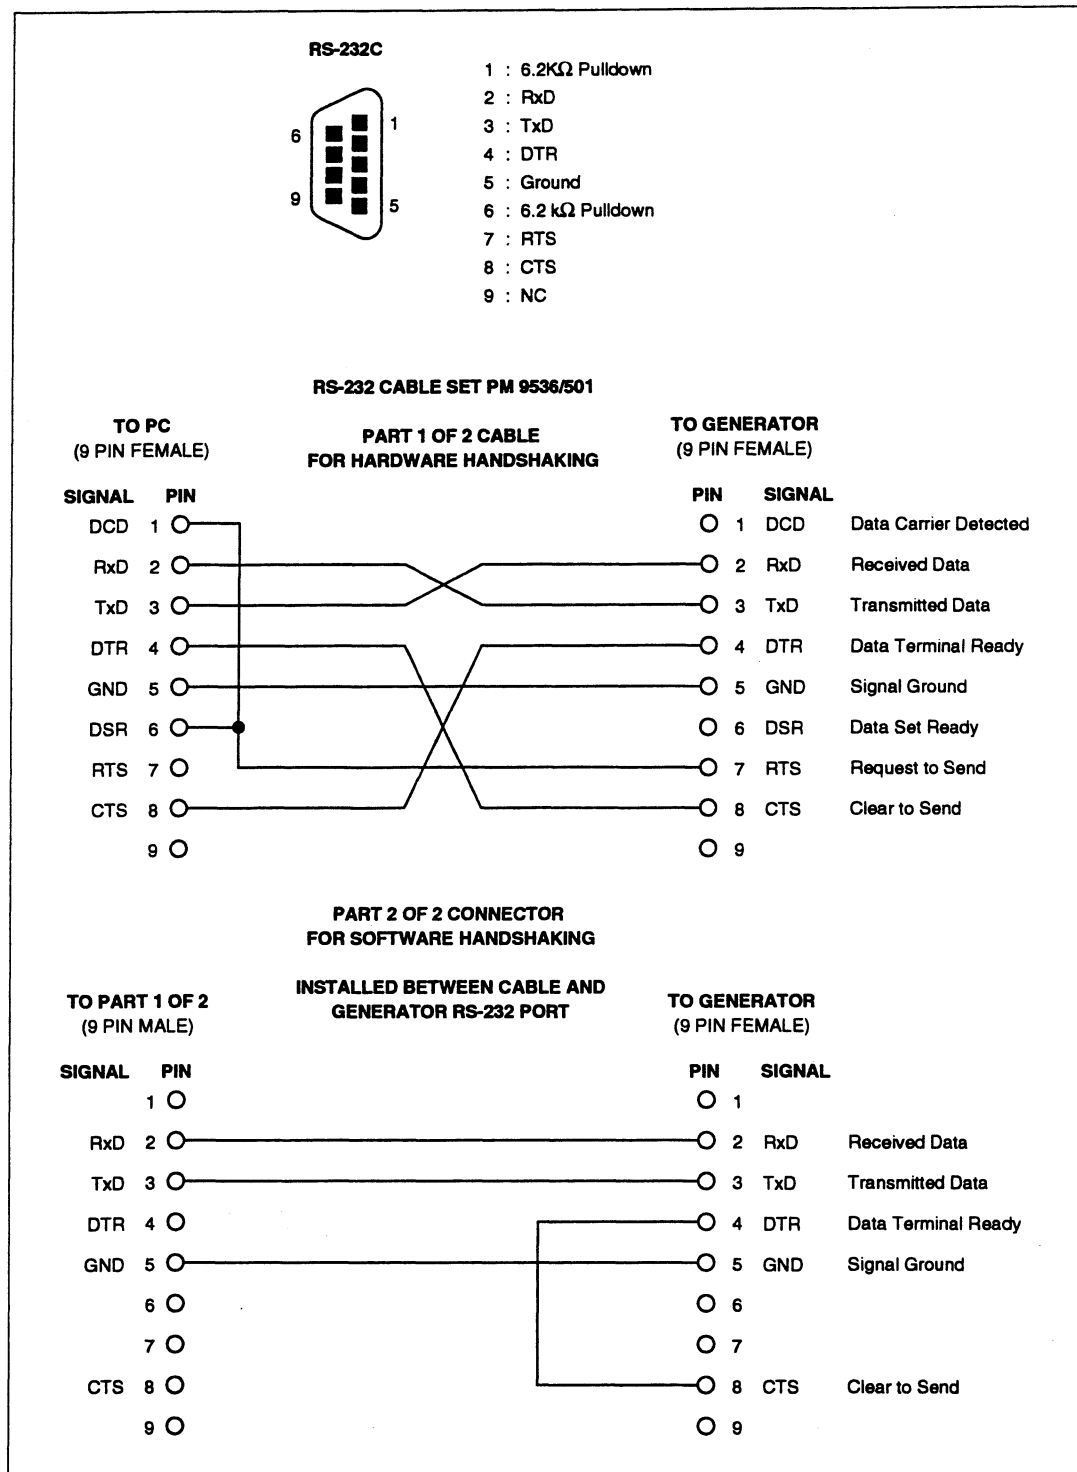 RS-232C
6
1
9
5
1 : 6.2KΩ Pulldown
2 : RxD
3 : TxD
4 : DTR
5 : Ground
6 : 6.2 kΩ Pulldown
7 : RTS
8 : CTS
9 : NC
RS-232 CABLE SET PM 9536/501
TO PC
(9 PIN FEMALE)
PART 1 OF 2 CABLE
FOR HARDWARE HANDSHAKING
TO GENERATOR
(9 PIN FEMALE)
SIGNAL PIN PIN SIGNAL
DCD 1 1 DCD Data Carrier Detected
RxD 2 2 RxD Received Data
TxD 3 3 TxD Transmitted Data
DTR 4 4 DTR Data Terminal Ready
GND 5 5 GND Signal Ground
DSR 6 6 DSR Data Set Ready
RTS 7 7 RTS Request to Send
CTS 8 8 CTS Clear to Send
9 9
PART 2 OF 2 CONNECTOR
FOR SOFTWARE HANDSHAKING
INSTALLED BETWEEN CABLE AND
GENERATOR RS-232 PORT
TO PART 1 OF 2
(9 PIN MALE)
TO GENERATOR
(9 PIN FEMALE)
SIGNAL PIN PIN SIGNAL
1 1
RxD 2 2 RxD Received Data
TxD 3 3 TxD Transmitted Data
DTR 4 4 DTR Data Terminal Ready
GND 5 5 GND Signal Ground
6 6
7 7
CTS 8 8 CTS Clear to Send
9 9